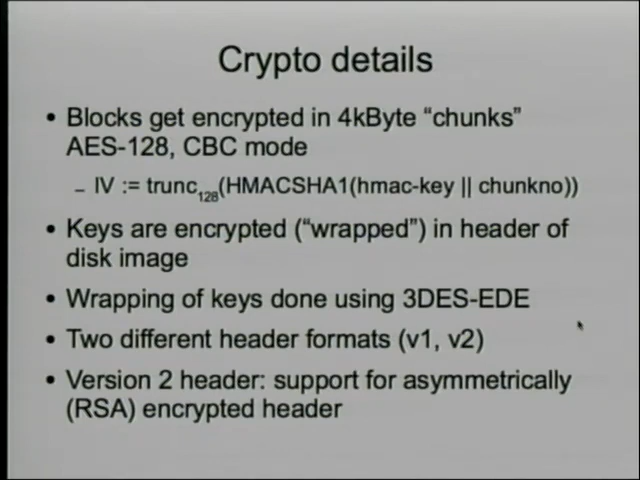 Crypto details
• Blocks get encrypted in 4kByte “chunks”
AES-128, CBC mode
– IV := trunc128(HMACSHA1(hmac-key || chunkno))
• Keys are encrypted (“wrapped”) in header of
disk image
• Wrapping of keys done using 3DES-EDE
• Two different header formats (v1, v2)
• Version 2 header: support for asymmetrically
(RSA) encrypted header